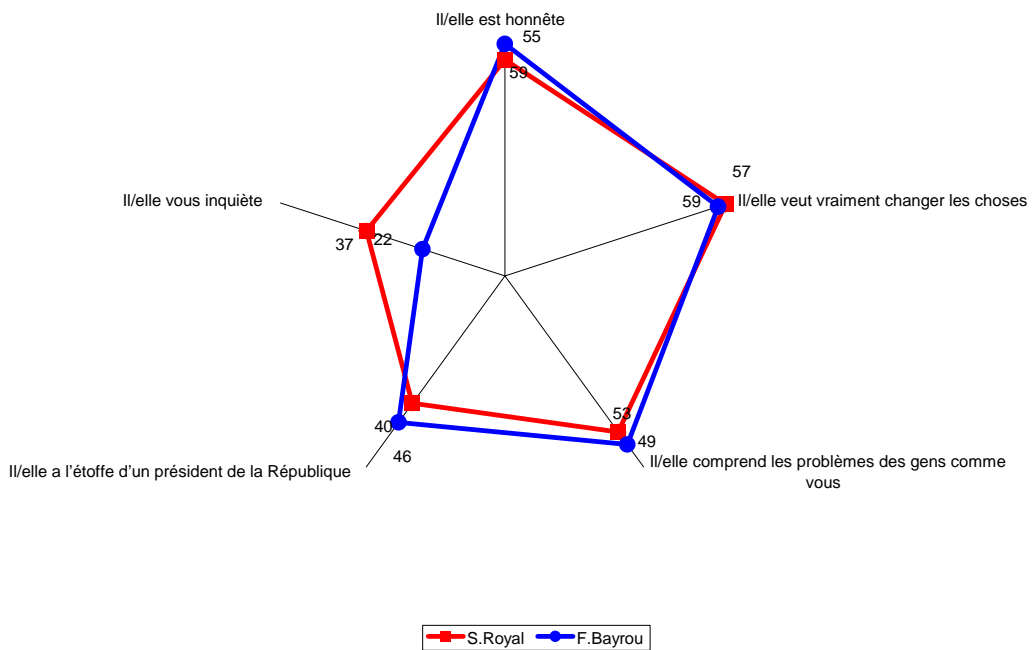 Il/elle est honnête
55
59
57
Il/elle vous inquiète
59
Il/elle veut vraiment changer les choses
37
22
53
40
49
46
Il/elle a l’étoffe d’un président de la République
Il/elle comprend les problèmes des gens comme
vous
S.Royal
F.Bayrou